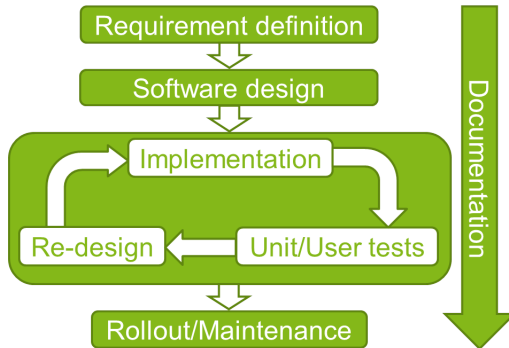 Requirement definition
Software design
Implementation
Re-design
Unit/User tests
Rollout/Maintenance
Documentation